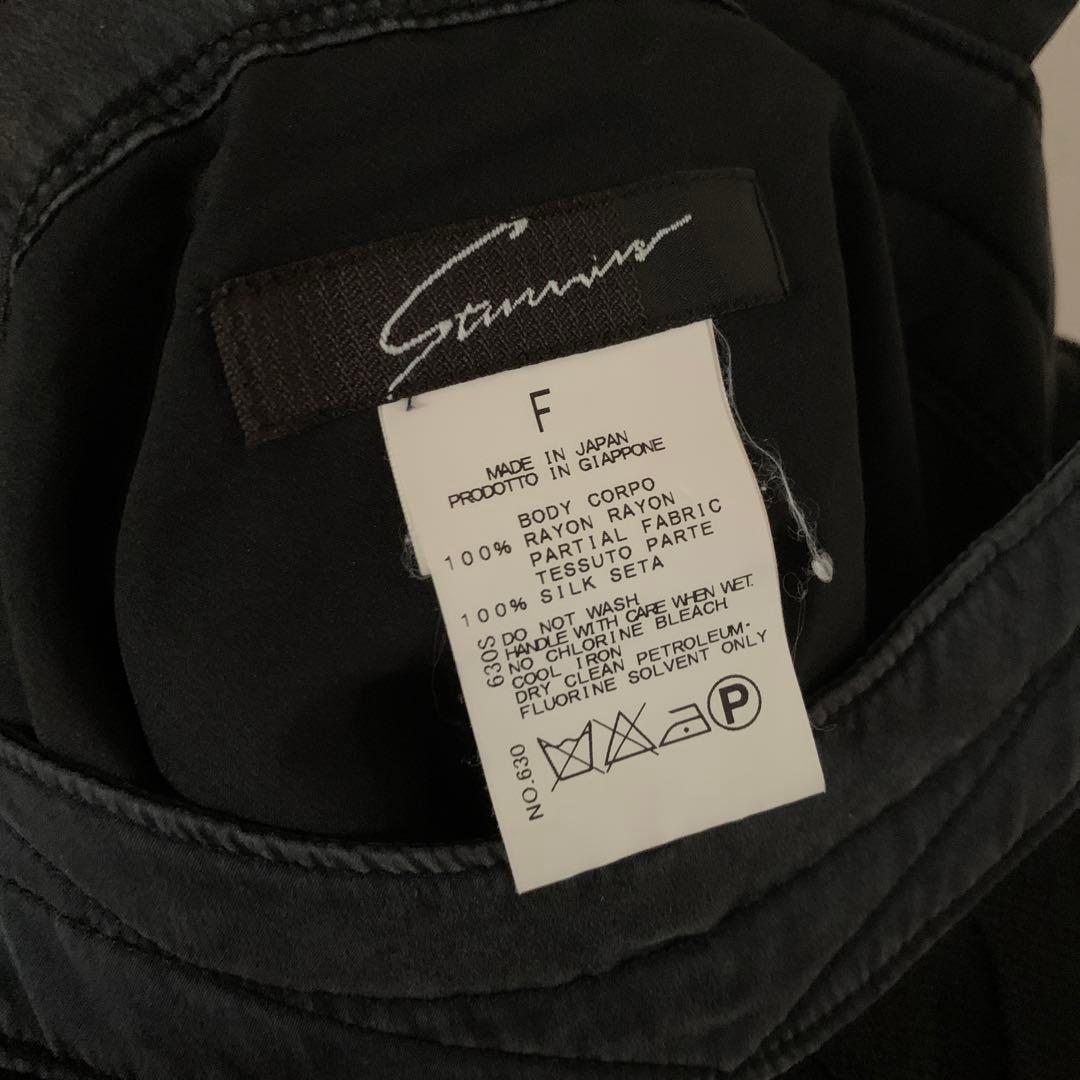 F
MADE IN JAPAN
PRODOTTO IN GIAPPONE
BODY CORPO
100% RAYON RAYON
PARTIAL FABRIC
TESSUTO PARTE
100% SILK SETA
630S
DO NOT WASH
HANDLE WITH CARE WHEN WET.
NO CHLORINE BLEACH
COOL IRON
DRY CLEAN PETROLEUM-
FLUORINE SOLVENT ONLY
NO.630
P